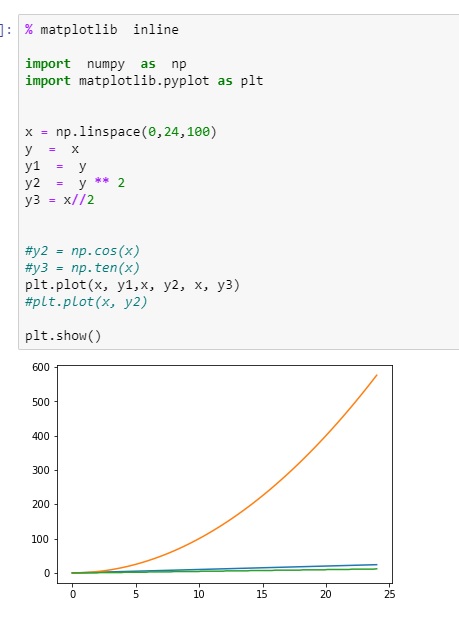 ]:
% matplotlib inline
import numpy as np
import matplotlib.pyplot as plt
x = np.linspace(0,24,100)
y = x
y1 = y
y2 = y ** 2
y3 = x//2
#y2 = np.cos(x)
#y3 = np.ten(x)
plt.plot(x, y1,x, y2, x, y3)
#plt.plot(x, y2)
plt.show()
600
500
400
300
200
100
0
0 5 10 15 20 25